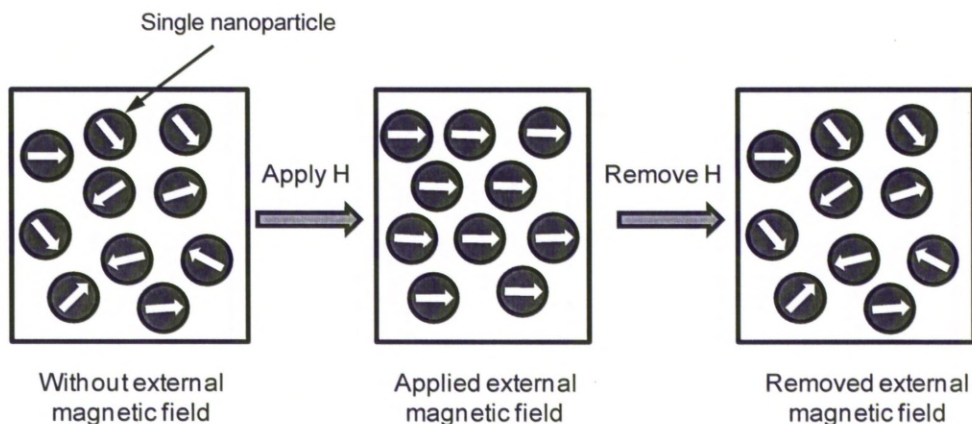 Single nanoparticle
Apply H
Remove H
Without external
magnetic field
Applied external
magnetic field
Removed external
magnetic field